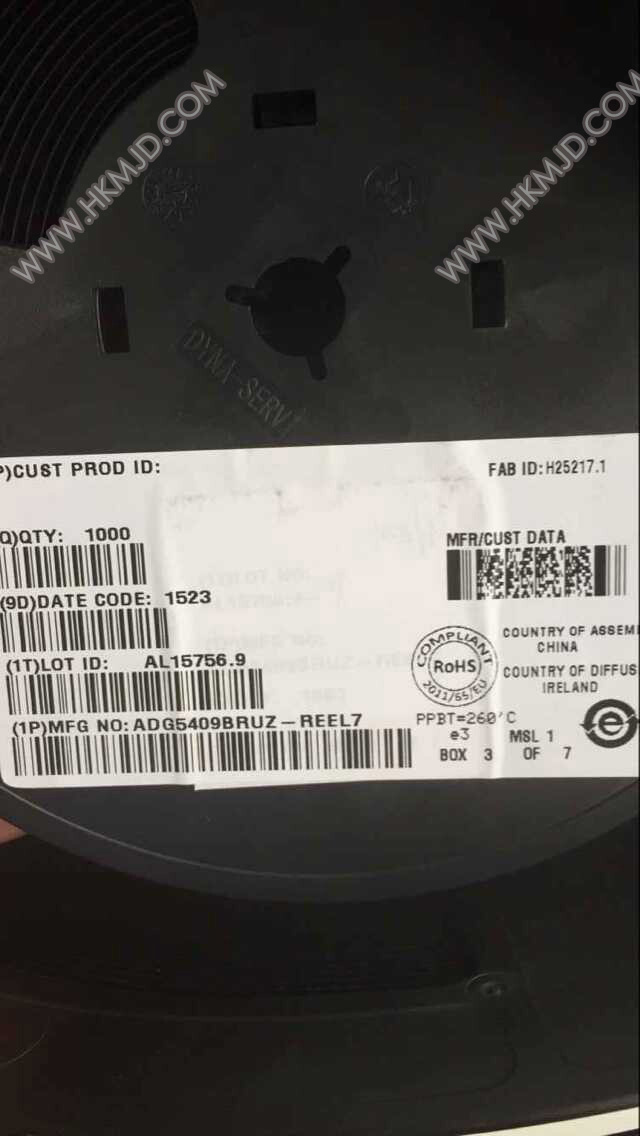 WWW.HKMJD.COM
WWW.HKMJD.COM
DYNA-SERV
P)CUST PROD ID:
FAB ID:H25217.1
Q)QTY: 1000
MFR/CUST DATA
(9D)DATE CODE: 1523
COMPLIANT
RoHS
2011/65/EU
COUNTRY OF ASSEM
CHINA
(1T)LOT ID: AL15756.9
COUNTRY OF DIFFUS
IRELAND
(1P)MFG NO:ADG5409BRUZ-REEL7
PPBT=260°C
e3
MSL 1
BOX 3 OF 7
e